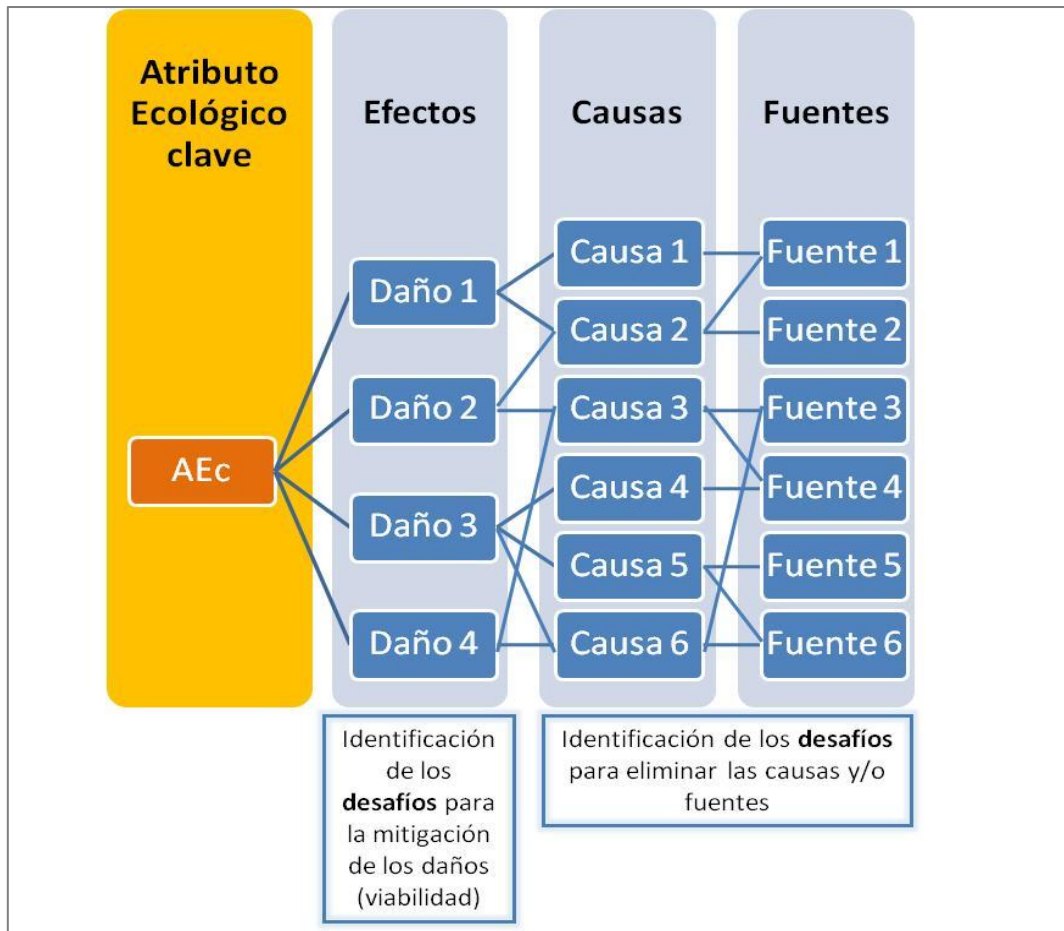 Atributo
Ecológico
clave
Efectos
Causas
Fuentes
AEc
Daño 1
Daño 2
Daño 3
Daño 4
Causa 1
Causa 2
Causa 3
Causa 4
Causa 5
Causa 6
Fuente 1
Fuente 2
Fuente 3
Fuente 4
Fuente 5
Fuente 6
Identificación
de los
desafíos para
la mitigación
de los daños
(viabilidad)
Identificación de los desafíos
para eliminar las causas y/o
fuentes